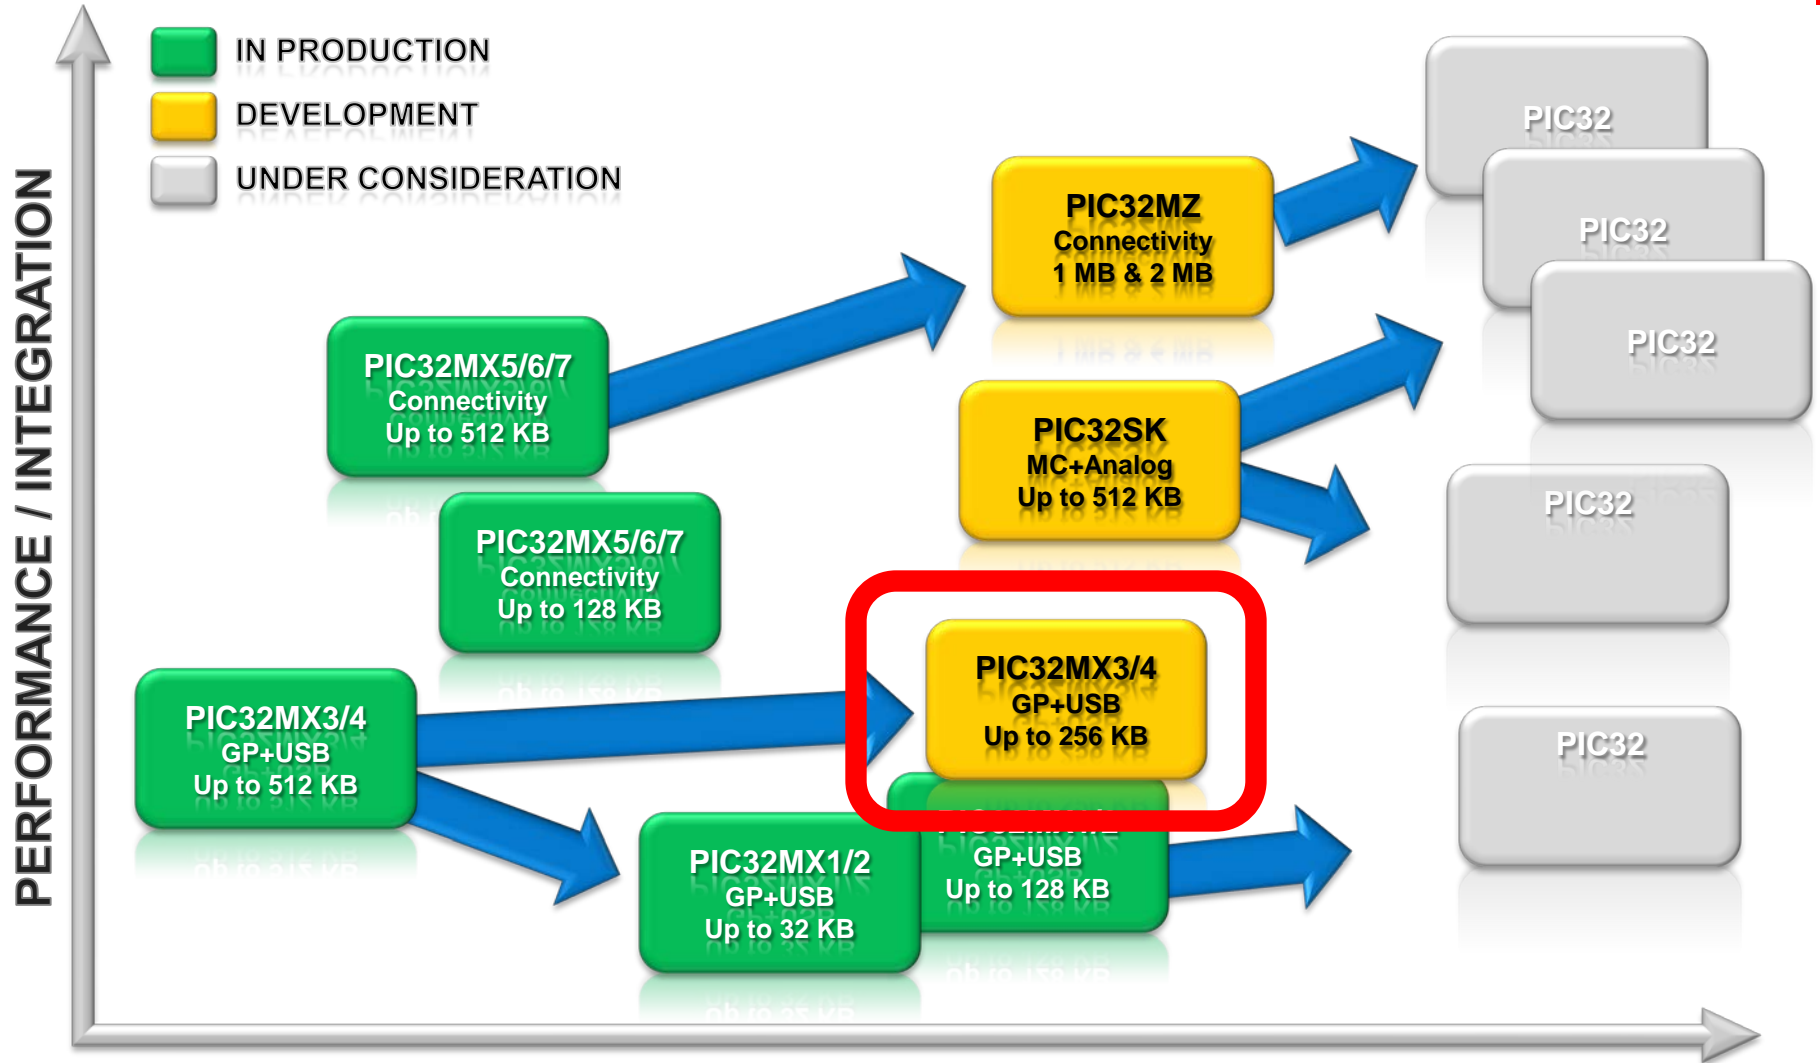 IN PRODUCTION
DEVELOPMENT
UNDER CONSIDERATION
PERFORMANCE / INTEGRATION
PIC32
PIC32
PIC32
PIC32MZ
Connectivity
1 MB & 2 MB
PIC32MX5/6/7
Connectivity
Up to 512 KB
PIC32SK
MC+Analog
Up to 512 KB
PIC32
PIC32MX5/6/7
Connectivity
Up to 128 KB
PIC32MX3/4
GP+USB
Up to 256 KB
PIC32MX3/4
GP+USB
Up to 512 KB
PIC32
PIC32MX1/2
GP+USB
Up to 32 KB
GP+USB
Up to 128 KB